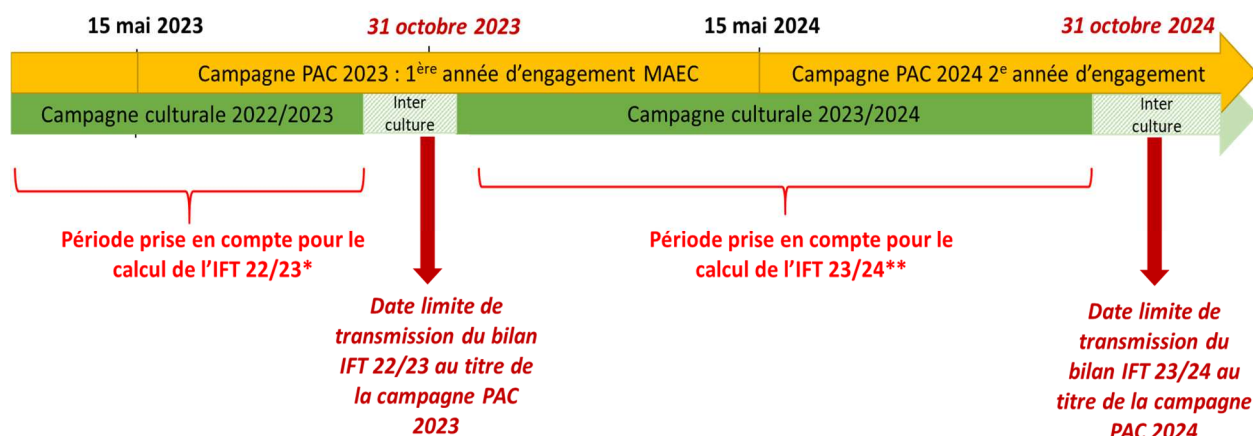 15 mai 2023
31 octobre 2023
15 mai 2024
31 octobre 2024
Campagne PAC 2023 : 1ère année d’engagement MAEC
Campagne PAC 2024 2e année d’engagement
Campagne culturale 2022/2023
Inter
culture
Campagne culturale 2023/2024
Inter
culture
Période prise en compte pour le
calcul de l’IFT 22/23*
Période prise en compte pour le
calcul de l’IFT 23/24**
Date limite de
transmission du bilan
IFT 22/23 au titre de
la campagne PAC
2023
Date limite de
transmission du
bilan IFT 23/24 au
titre de la campagne
PAC 2024